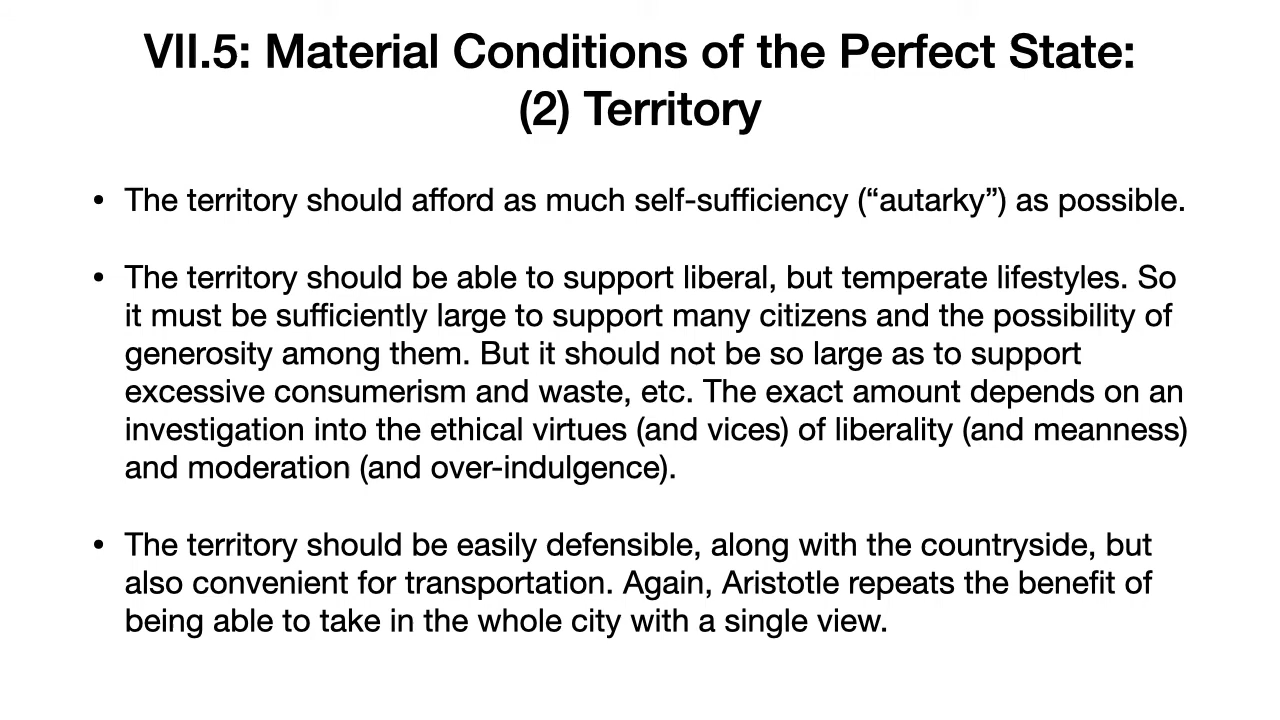 VII.5: Material Conditions of the Perfect State:
(2) Territory
• The territory should afford as much self-sufficiency (“autarky”) as possible.
• The territory should be able to support liberal, but temperate lifestyles. So
it must be sufficiently large to support many citizens and the possibility of
generosity among them. But it should not be so large as to support
excessive consumerism and waste, etc. The exact amount depends on an
investigation into the ethical virtues (and vices) of liberality (and meanness)
and moderation (and over-indulgence).
• The territory should be easily defensible, along with the countryside, but
also convenient for transportation. Again, Aristotle repeats the benefit of
being able to take in the whole city with a single view.